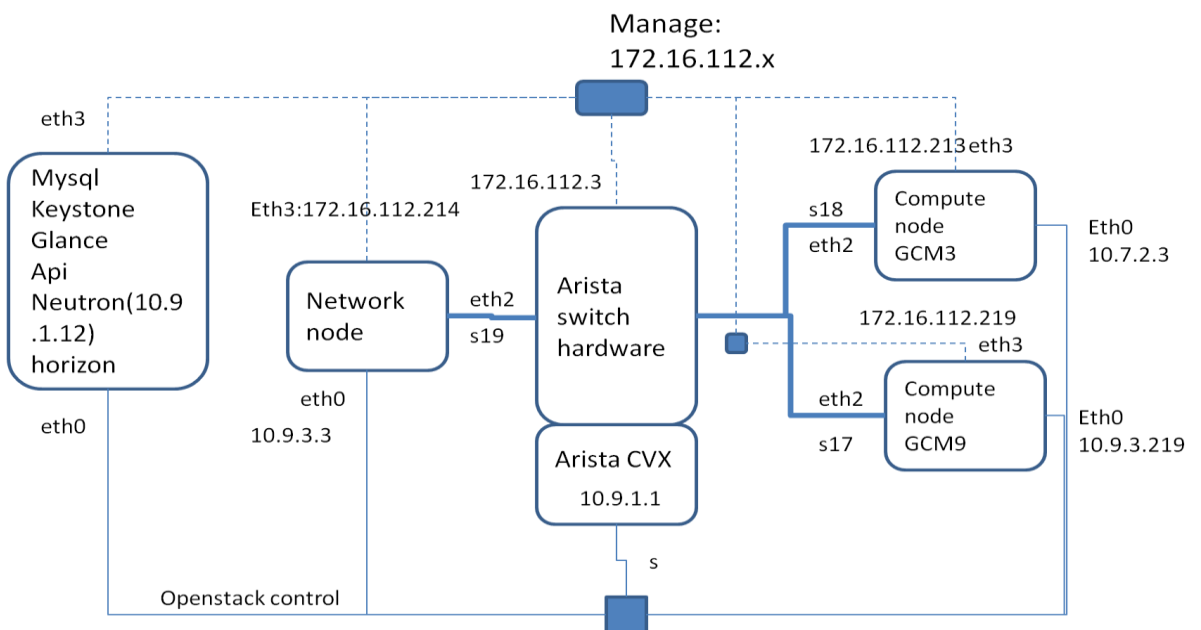 Manage:
172.16.112.x
eth3
172.16.112.213 eth3
Mysql
Keystone
Glance
Api
Neutron(10.9
.1.12)
horizon
172.16.112.3
Eth3:172.16.112.214
s18
eth2
Compute
node
GCM3
Eth0
10.7.2.3
Network
node
eth2
s19
Arista
switch
hardware
172.16.112.219
eth3
eth0
10.9.3.3
eth0
eth2
s17
Compute
node
GCM9
Eth0
10.9.3.219
Arista CVX
10.9.1.1
s
Openstack control